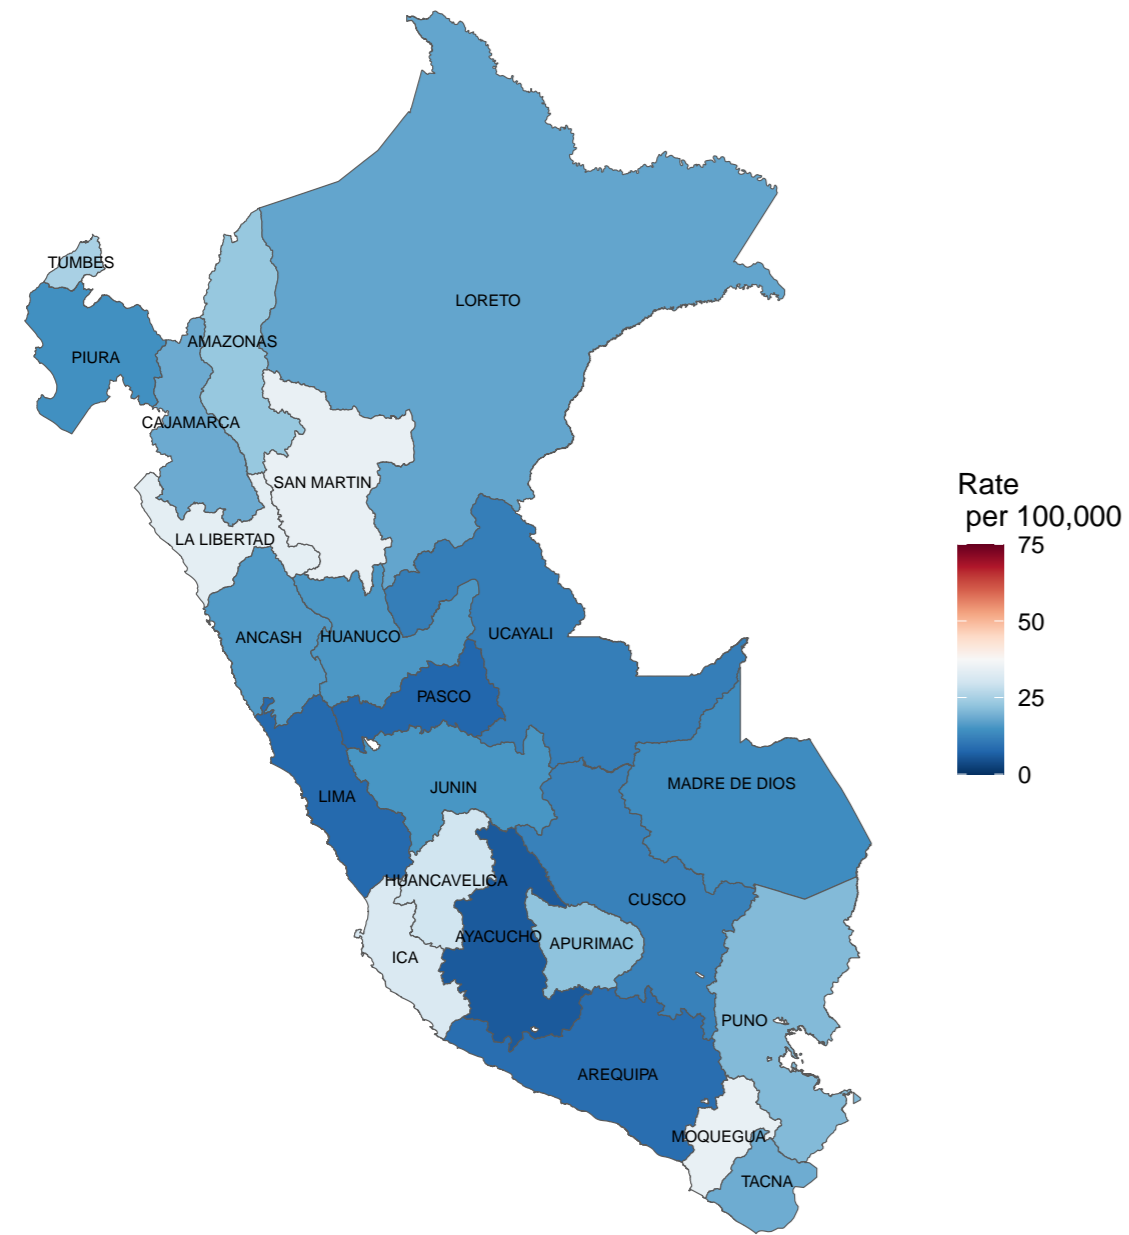 TUMBES
LORETO
AMAZONAS
PIURA
CAJAMARCA
SAN MARTIN
LA LIBERTAD
ANCASH
HUANUCO
UCAYALI
PASCO
LIMA
JUNIN
MADRE DE DIOS
HUANCAVELICA
CUSCO
AYACUCHO
APURIMAC
ICA
PUNO
AREQUIPA
MOQUEGUA
TACNA
Rate
per 100,000
75
50
25
0